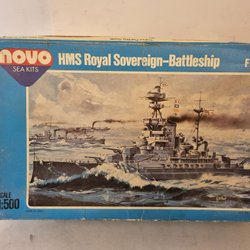 novo
SEA KITS
HMS Royal Sovereign-Battleship
F
SCALE
1:500